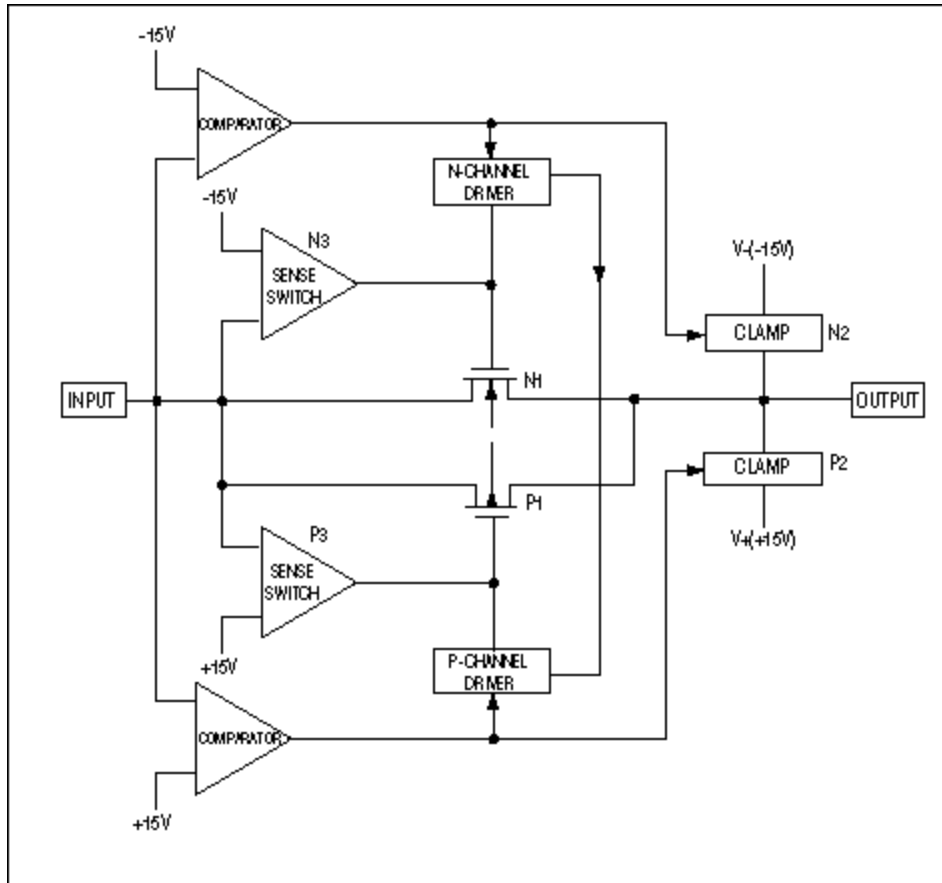 -15V
COMPARATOR
N-CHANNEL
DRIVER
-15V
N3
SENSE
SWITCH
V-(-15V)
CLAMP
N2
INPUT
N1
OUTPUT
CLAMP
P2
P1
P3
SENSE
SWITCH
V+(+15V)
+15V
P-CHANNEL
DRIVER
COMPARATOR
+15V